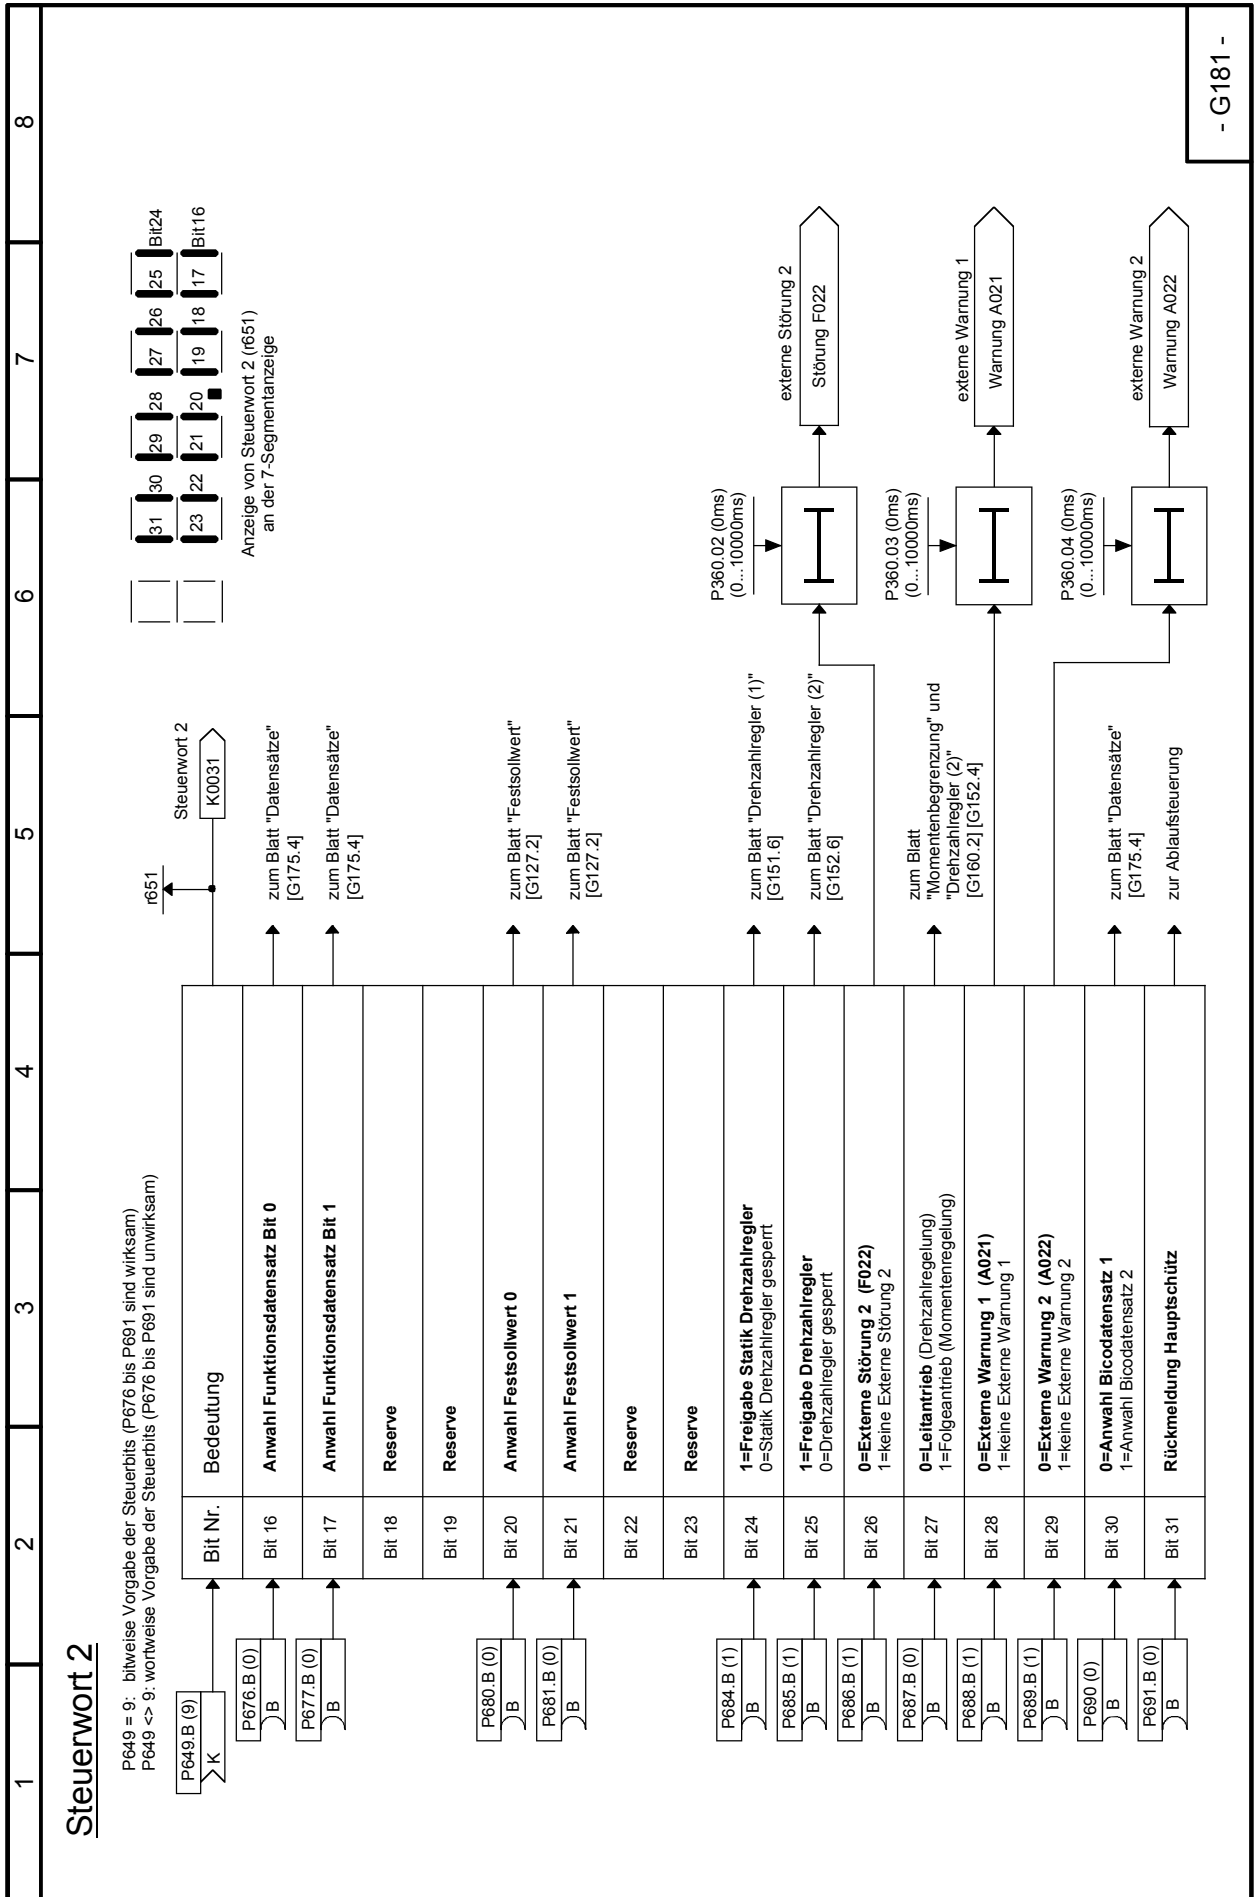 1 2 3 4 5 6 7 8
Steuerwort 2
P649 = 9: bitweise Vorgabe der Steuerbits (P676 bis P691 sind wirksam)
P649 <> 9: wortweise Vorgabe der Steuerbits (P676 bis P691 sind unwirksam)
P649.B (9)
K
Bit Nr.
Bedeutung
r651
Steuerwort 2
K0031
31 30 29 28 27 26 25 Bit24
23 22 21 20 19 18 17 Bit16
Anzeige von Steuerwort 2 (r651)
an der 7-Segmentanzeige
P676.B (0)
B
Bit 16
Anwahl Funktionsdatensatz Bit 0
zum Blatt "Datensätze"
[G175.4]
P677.B (0)
B
Bit 17
Anwahl Funktionsdatensatz Bit 1
zum Blatt "Datensätze"
[G175.4]
Bit 18
Reserve
Bit 19
Reserve
P680.B (0)
B
Bit 20
Anwahl Festsollwert 0
zum Blatt "Festsollwert"
[G127.2]
P681.B (0)
B
Bit 21
Anwahl Festsollwert 1
zum Blatt "Festsollwert"
[G127.2]
Bit 22
Reserve
Bit 23
Reserve
P684.B (1)
B
Bit 24
1=Freigabe Statik Drehzahlregler
0=Statik Drehzahlregler gesperrt
zum Blatt "Drehzahlregler (1)"
[G151.6]
P685.B (1)
B
Bit 25
1=Freigabe Drehzahlregler
0=Drehzahlregler gesperrt
zum Blatt "Drehzahlregler (2)"
[G152.6]
P686.B (1)
B
Bit 26
0=Externe Störung 2 (F022)
1=keine Externe Störung 2
P360.02 (0ms)
(0...10000ms)
externe Störung 2
Störung F022
P687.B (0)
B
Bit 27
0=Leitantrieb (Drehzahlregelung)
1=Folgeantrieb (Momentenregelung)
zum Blatt
"Momentenbegrenzung" und
"Drehzahlregler (2)"
[G160.2] [G152.4]
P688.B (1)
B
Bit 28
0=Externe Warnung 1 (A021)
1=keine Externe Warnung 1
P360.03 (0ms)
(0...10000ms)
externe Warnung 1
Warnung A021
P689.B (1)
B
Bit 29
0=Externe Warnung 2 (A022)
1=keine Externe Warnung 2
P360.04 (0ms)
(0...10000ms)
externe Warnung 2
Warnung A022
P690 (0)
B
Bit 30
0=Anwahl Bicodatensatz 1
1=Anwahl Bicodatensatz 2
zum Blatt "Datensätze"
[G175.4]
P691.B (0)
B
Bit 31
Rückmeldung Hauptschütz
zur Ablaufsteuerung
- G181 -